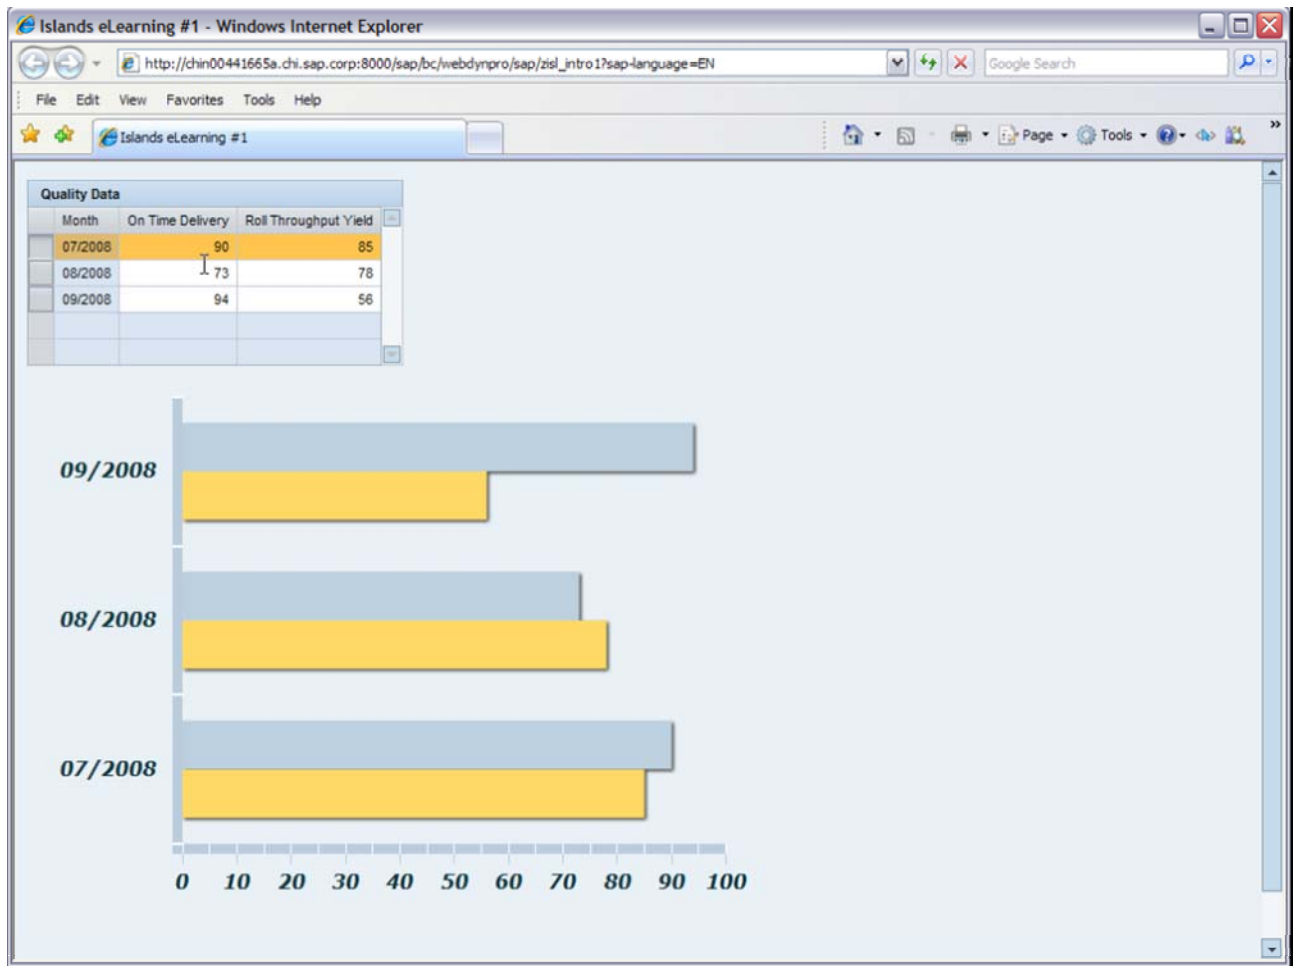 Islands eLearning #1 - Windows Internet Explorer
http://chin00441665a.chi.sap.corp:8000/sap/bc/webdynpro/sap/zisl_intro1?sap-language=EN
Google Search
File Edit View Favorites Tools Help
Islands eLearning #1
Page Tools
»
Quality Data
Month On Time Delivery Roll Throughput Yield
07/2008 90 85
08/2008 73 78
09/2008 94 56
09/2008
08/2008
07/2008
0 10 20 30 40 50 60 70 80 90 100